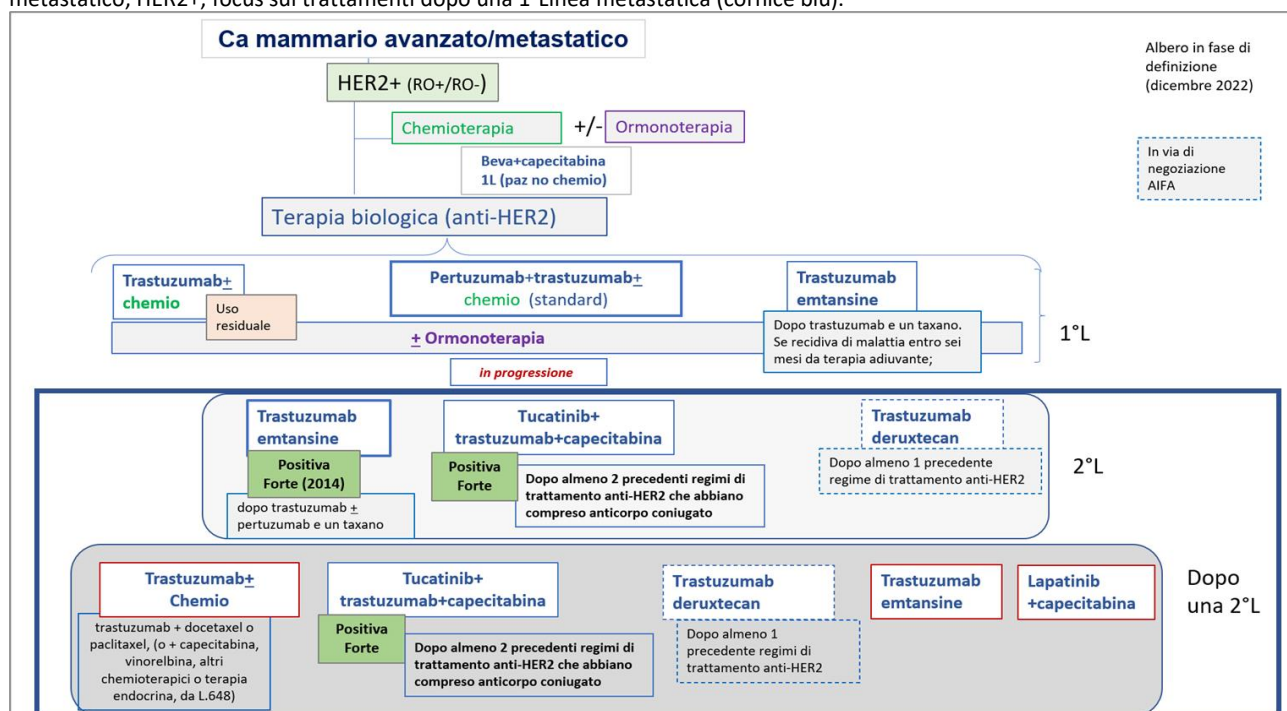 metastatico, HER2+, focus sui trattamenti dopo una 1°Linea metastatica (cornice blu).
Ca mammario avanzato/metastatico
Albero in fase di
definizione
(dicembre 2022)
HER2+ (RO+/RO-)
Chemioterapia +/- Ormonoterapia
Beva+capecitabina
1L (paz no chemio)
In via di
negoziazione
AIFA
Terapia biologica (anti-HER2)
Trastuzumab±
chemio
Uso
residuale
Pertuzumab+trastuzumab±
chemio (standard)
Trastuzumab
emtansine
Dopo trastuzumab e un taxano.
Se recidiva di malattia entro sei
mesi da terapia adiuvante;
± Ormonoterapia
1°L
in progressione
Trastuzumab
emtansine
Positiva
Forte (2014)
dopo trastuzumab ±
pertuzumab e un taxano
Tucatinib+
trastuzumab+capecitabina
Positiva
Forte
Dopo almeno 2 precedenti regimi di
trattamento anti-HER2 che abbiano
compreso anticorpo coniugato
Trastuzumab
deruxtecan
Dopo almeno 1 precedente
regime di trattamento anti-HER2
2°L
Trastuzumab±
Chemio
trastuzumab + docetaxel o
paclitaxel, (o + capecitabina,
vinorelbina, altri
chemioterapici o terapia
endocrina, da L.648)
Tucatinib+
trastuzumab+capecitabina
Positiva
Forte
Dopo almeno 2 precedenti regimi di
trattamento anti-HER2 che abbiano
compreso anticorpo coniugato
Trastuzumab
deruxtecan
Dopo almeno 1
precedente regime di
trattamento anti-HER2
Trastuzumab
emtansine
Lapatinib
+capecitabina
Dopo
una 2°L